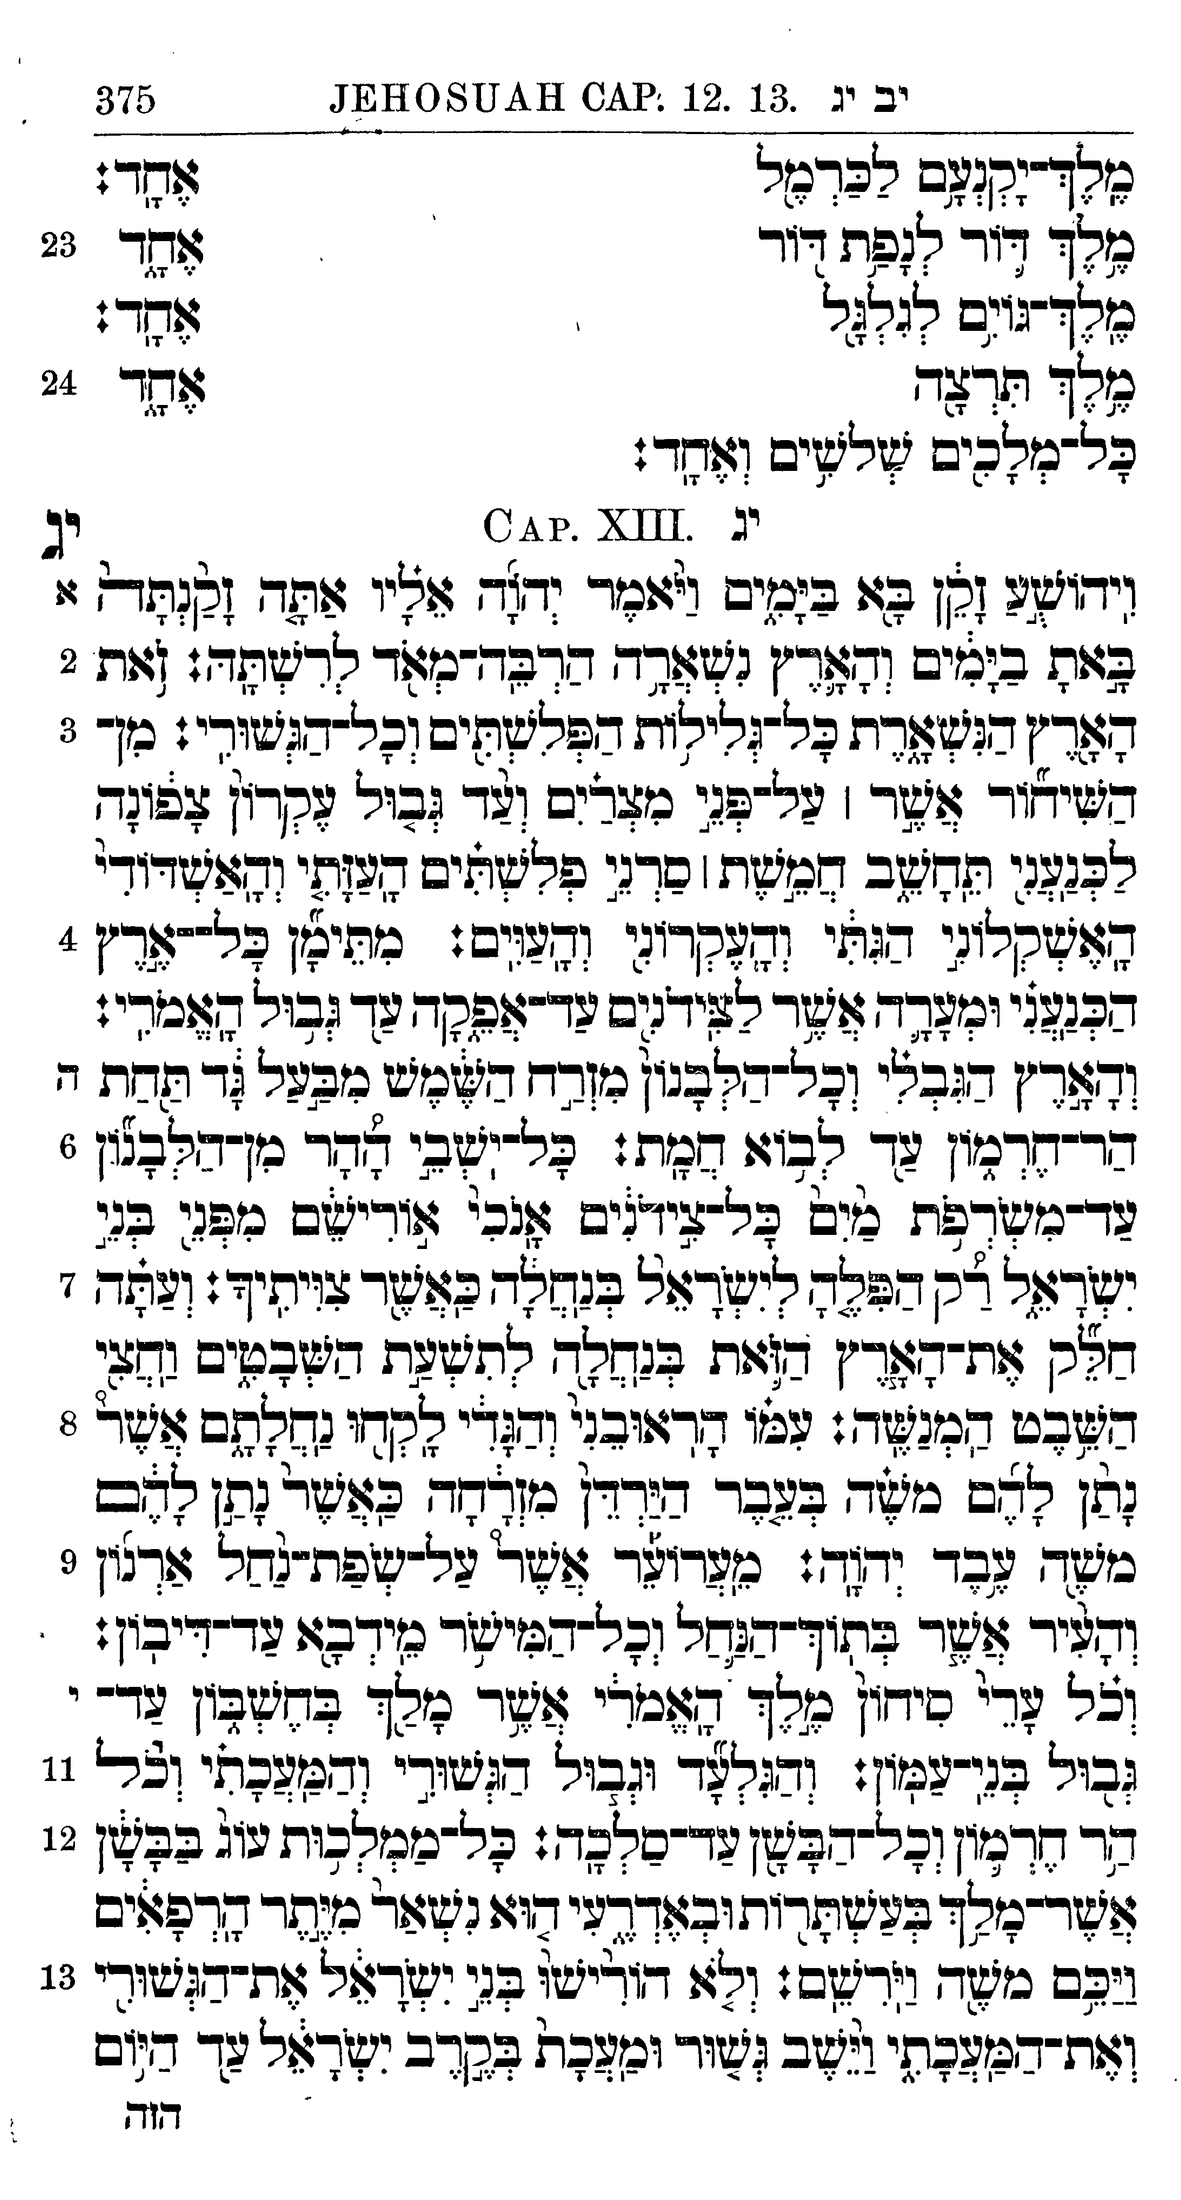 375 JEHOSUAH CAP. 12. 13. יב יג
מֶֽלֶךְ־יָקְנֳעָ֥ם לַכַּרְמֶ֖ל אֶחָֽד׃
מֶ֥לֶךְ דּ֛וֹר לְנָפַ֥ת דּ֖וֹר אֶחָ֑ד 23
מֶֽלֶךְ־גּוֹיִ֥ם לְגִלְגָּ֖ל אֶחָֽד׃
מֶ֥לֶךְ תִּרְצָ֖ה אֶחָ֑ד 24
כָּל־מְלָכִ֖ים שְׁלֹשִׁ֥ים וְאֶחָֽד׃
יג CAP. XIII. יג
וִֽיהוֹשֻׁ֣עַ זָקֵ֔ן בָּ֖א בַּיָּמִ֑ים וַיֹּ֨אמֶר יְהוָ֜ה אֵלָ֗יו אַתָּ֤ה זָקַ֙נְתָּה֙ א
בָּ֣אתָ בַיָּמִ֔ים וְהָאָ֛רֶץ נִשְׁאֲרָ֥ה הַרְבֵּֽה־מְאֹ֖ד לְרִשְׁתָּֽהּ׃ זֹ֥את 2
הָאָ֖רֶץ הַנִּשְׁאָ֑רֶת כָּל־גְּלִיל֥וֹת הַפְּלִשְׁתִּ֖ים וְכָל־הַגְּשׁוּרִֽי׃ מִֽן־ 3
הַשִּׁיח֞וֹר אֲשֶׁ֣ר ׀ עַל־פְּנֵ֣י מִצְרַ֗יִם וְעַ֨ד גְּב֤וּל עֶקְרוֹן֙ צָפ֔וֹנָה
לַֽכְּנַעֲנִ֖י תֵּחָשֵׁ֑ב חֲמֵ֣שֶׁת ׀ סַרְנֵ֣י פְלִשְׁתִּ֗ים הָעַזָּתִ֤י וְהָֽאַשְׁדּוֹדִי֙
הָאֶשְׁקְלוֹנִ֣י הַגִּתִּ֔י וְהָעֶקְרוֹנִ֖י וְהָעַוִּֽים׃ מִתֵּימָ֞ן כָּל־אֶ֣רֶץ 4
הַֽכְּנַעֲנִ֗י וּמְעָרָ֛ה אֲשֶׁ֥ר לַצִּידֹנִ֖ים עַד־אֲפֵ֑קָה עַ֖ד גְּב֥וּל הָאֱמֹרִֽי׃
וְהָאָ֣רֶץ הַגִּבְלִ֗י וְכָל־הַלְּבָנוֹן֙ מִזְרַ֣ח הַשֶּׁ֔מֶשׁ מִבַּ֣עַל גָּ֔ד תַּ֖חַת ה
הַר־חֶרְמ֑וֹן עַ֖ד לְב֥וֹא חֲמָֽת׃ כָּל־יֹשְׁבֵ֣י הָ֠הָר מִֽן־הַלְּבָנ֞וֹן 6
עַד־מִשְׂרְפֹ֥ת מַ֙יִם֙ כָּל־צִ֣ידֹנִ֔ים אָֽנֹכִי֙ א֣וֹרִישֵׁ֔ם מִפְּנֵ֖י בְּנֵ֣י
יִשְׂרָאֵ֑ל רַ֠ק הַפִּלֶ֤הָ לְיִשְׂרָאֵל֙ בְּֽנַחֲלָ֔ה כַּאֲשֶׁ֖ר צִוִּיתִֽיךָ׃ וְעַתָּ֗ה 7
חַלֵּ֞ק אֶת־הָאָ֧רֶץ הַזֹּ֛את בְּנַחֲלָ֖ה לְתִשְׁעַ֣ת הַשְּׁבָטִ֑ים וַחֲצִ֖י
הַשֵּׁ֥בֶט הַֽמְנַשֶּֽׁה׃ עִמּ֗וֹ הָרֽאוּבֵנִי֙ וְהַגָּדִ֔י לָקְח֖וּ נַחֲלָתָ֑ם אֲשֶׁר֩ 8
נָתַ֨ן לָהֶ֜ם מֹשֶׁ֗ה בְּעֵ֤בֶר הַיַּרְדֵּן֙ מִזְרָ֔חָה כַּאֲשֶׁר֙ נָתַ֣ן לָהֶ֔ם
מֹשֶׁ֖ה עֶ֥בֶד יְהוָֽה׃ מֵעֲרוֹעֵ֡ר אֲשֶׁר֩ עַל־שְׂפַת־נַ֨חַל אַרְנ֜וֹן 9
וְהָעִ֨יר אֲשֶׁ֧ר בְּתוֹךְ־הַנַּ֛חַל וְכָל־הַמִּישֹׁ֥ר מֵידְבָ֖א עַד־דִּיבֽוֹן׃
וְכֹ֗ל עָרֵי֙ סִיחוֹן֙ מֶ֣לֶךְ הָאֱמֹרִ֔י אֲשֶׁ֥ר מָלַ֖ךְ בְּחֶשְׁבּ֑וֹן עַד־ י
גְּב֖וּל בְּנֵ֥י־עַמּֽוֹן׃ וְהַגִּלְעָ֞ד וּגְב֧וּל הַגְּשׁוּרִ֣י וְהַמַּעֲכָתִ֗י וְכֹ֨ל 11
הַ֥ר חֶרְמ֛וֹן וְכָל־הַבָּשָׁ֖ן עַד־סַלְכָֽה׃ כָּל־מַמְלְכ֥וּת עוֹג֙ בַּבָּשָׁ֔ן 12
אֲשֶׁר־מָלַ֥ךְ בְּעַשְׁתָּר֖וֹת וּבְאֶדְרֶ֑עִי ה֤וּא נִשְׁאַר֙ מִיֶּ֣תֶר הָרְפָאִ֔ים
וַיַּכֵּ֥ם מֹשֶׁ֖ה וַיֹּרִשֵֽׁם׃ וְלֹ֤א הוֹרִ֙ישׁוּ֙ בְּנֵ֣י יִשְׂרָאֵ֔ל אֶת־הַגְּשׁוּרִ֖י 13
וְאֶת־הַמַּעֲכָתִ֑י וַיֵּ֨שֶׁב גְּשׁ֤וּר וּמַֽעֲכָת֙ בְּקֶ֣רֶב יִשְׂרָאֵ֔ל עַ֖ד הַיּ֥וֹם
הזה